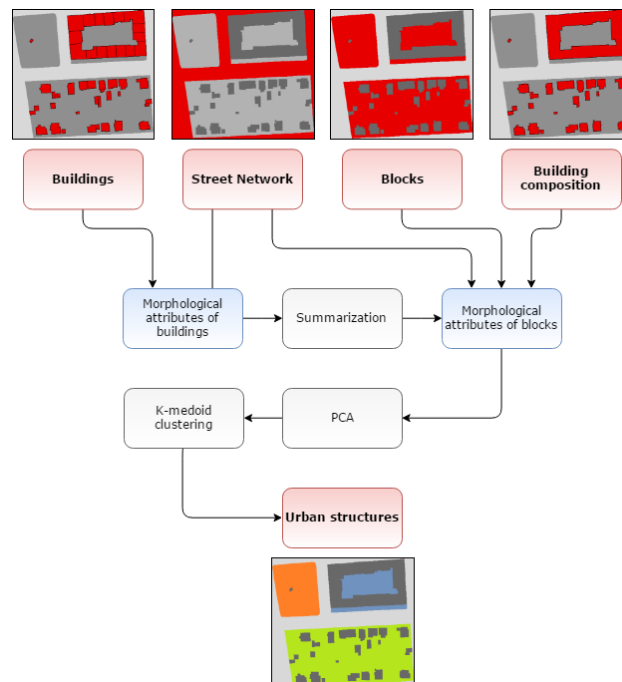 Buildings
Street Network
Blocks
Building
composition
Morphological
attributes of
buildings
Summarization
Morphological
attributes of blocks
K-medoid
clustering
PCA
Urban structures